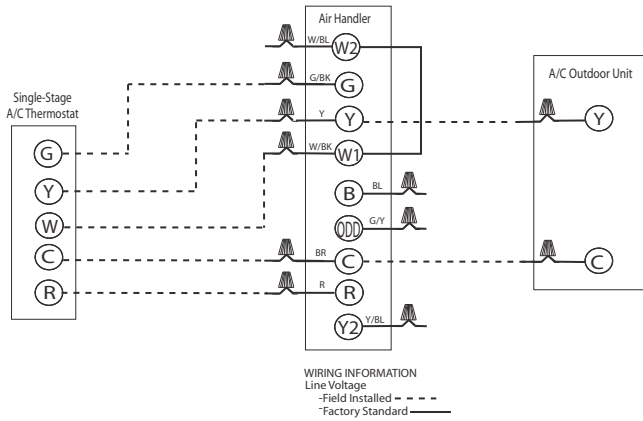 Air Handler
W/BL
W2
G/BK
G
Y
Y
W/BK
W1
BL
B
G/Y
ODD
BR
C
R
R
Y/BL
Y2
Single-Stage
A/C Thermostat
G
Y
W
C
R
A/C Outdoor Unit
Y
C
WIRING INFORMATION
Line Voltage
-Field Installed
-Factory Standard